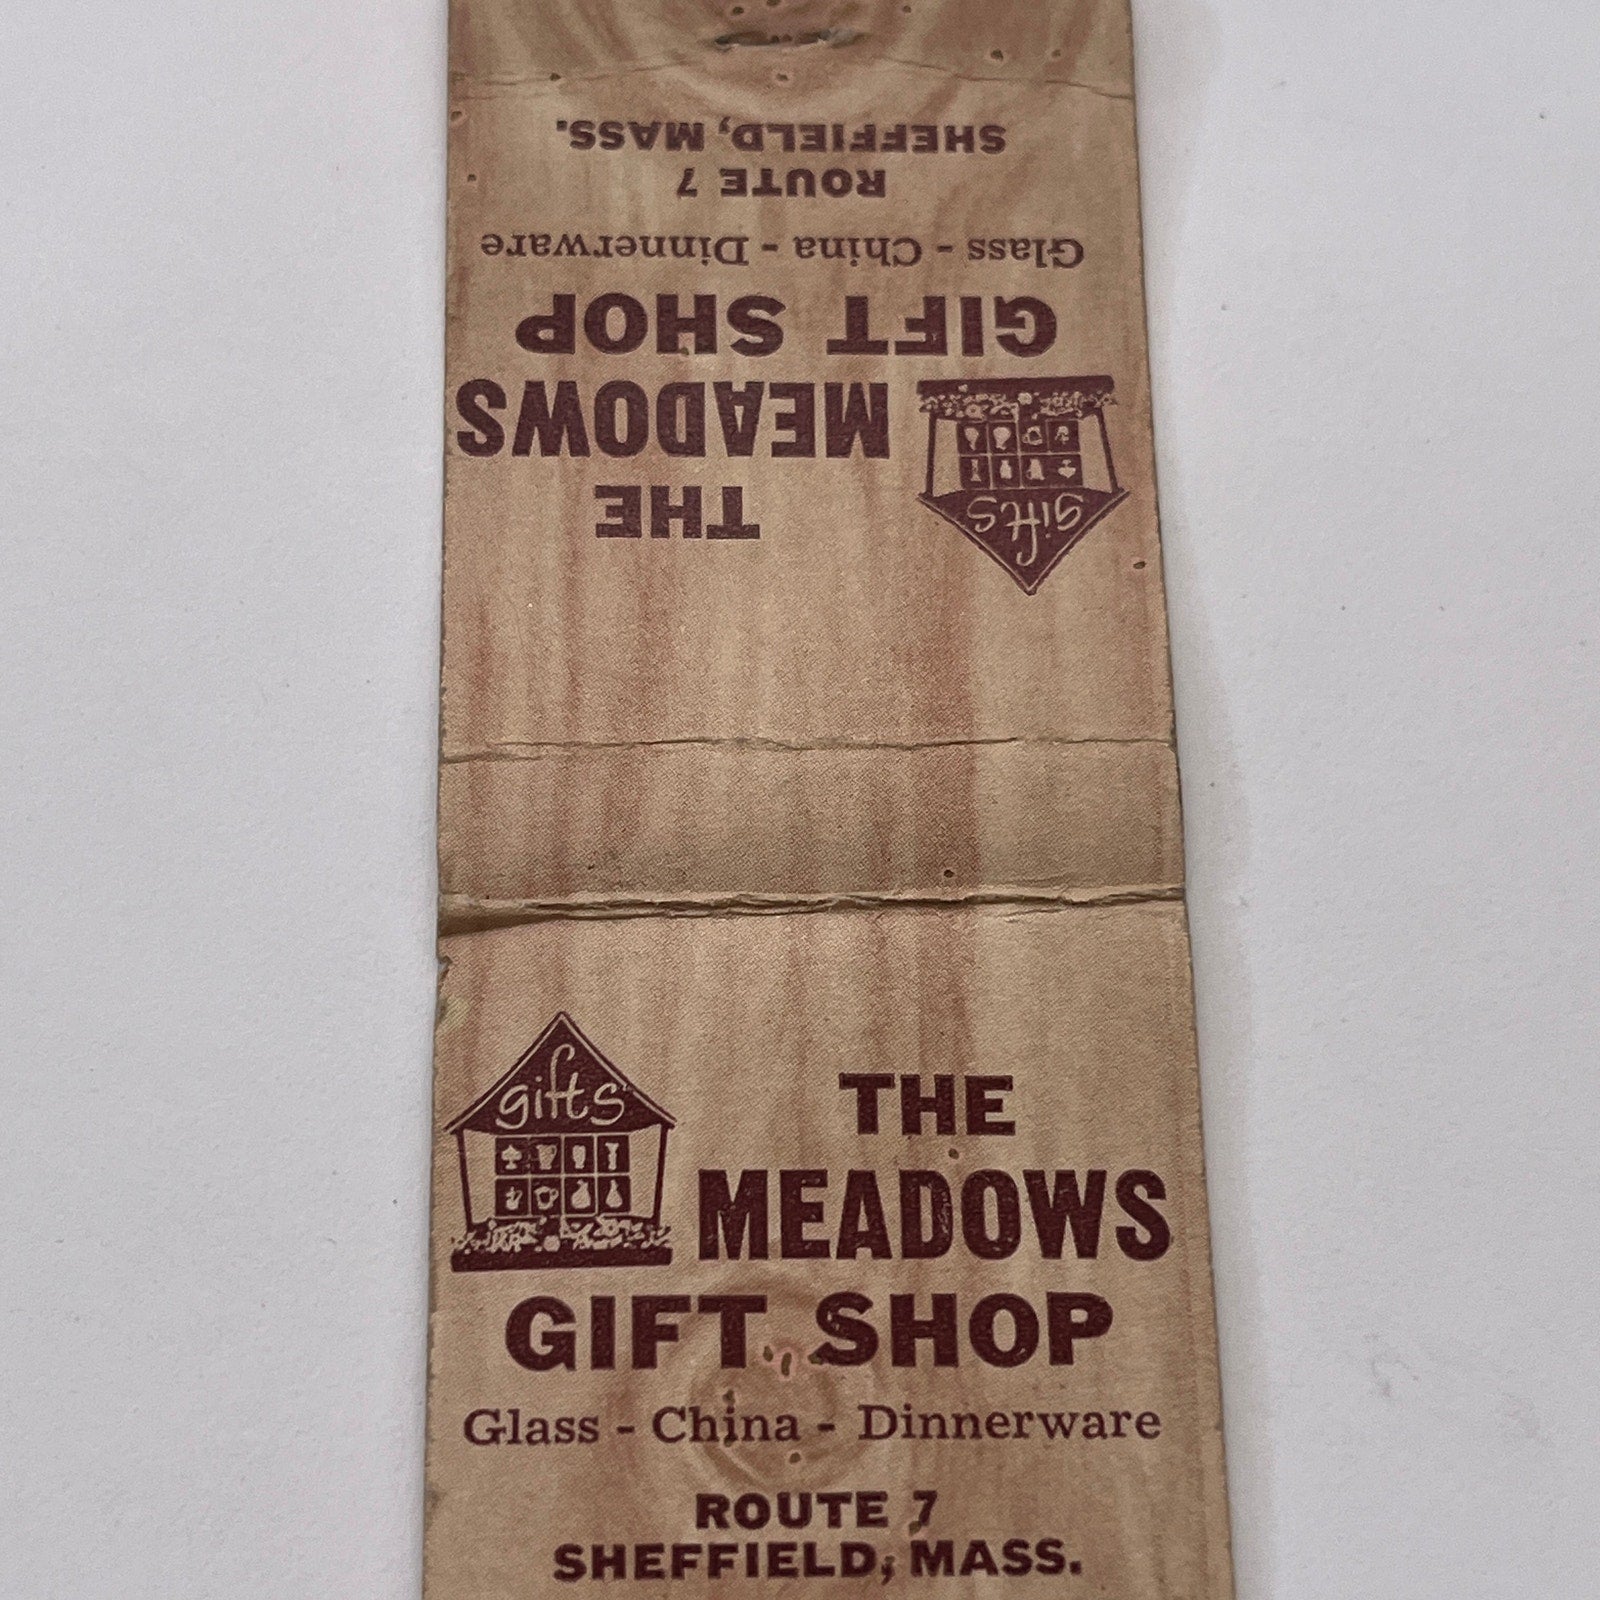 SHEFFIELD, MASS.
ROUTE 7
Glass - China - Dinnerware
GIFT SHOP
MEADOWS
THE
gifts
gifts
THE
MEADOWS
GIFT SHOP
Glass - China - Dinnerware
ROUTE 7
SHEFFIELD, MASS.